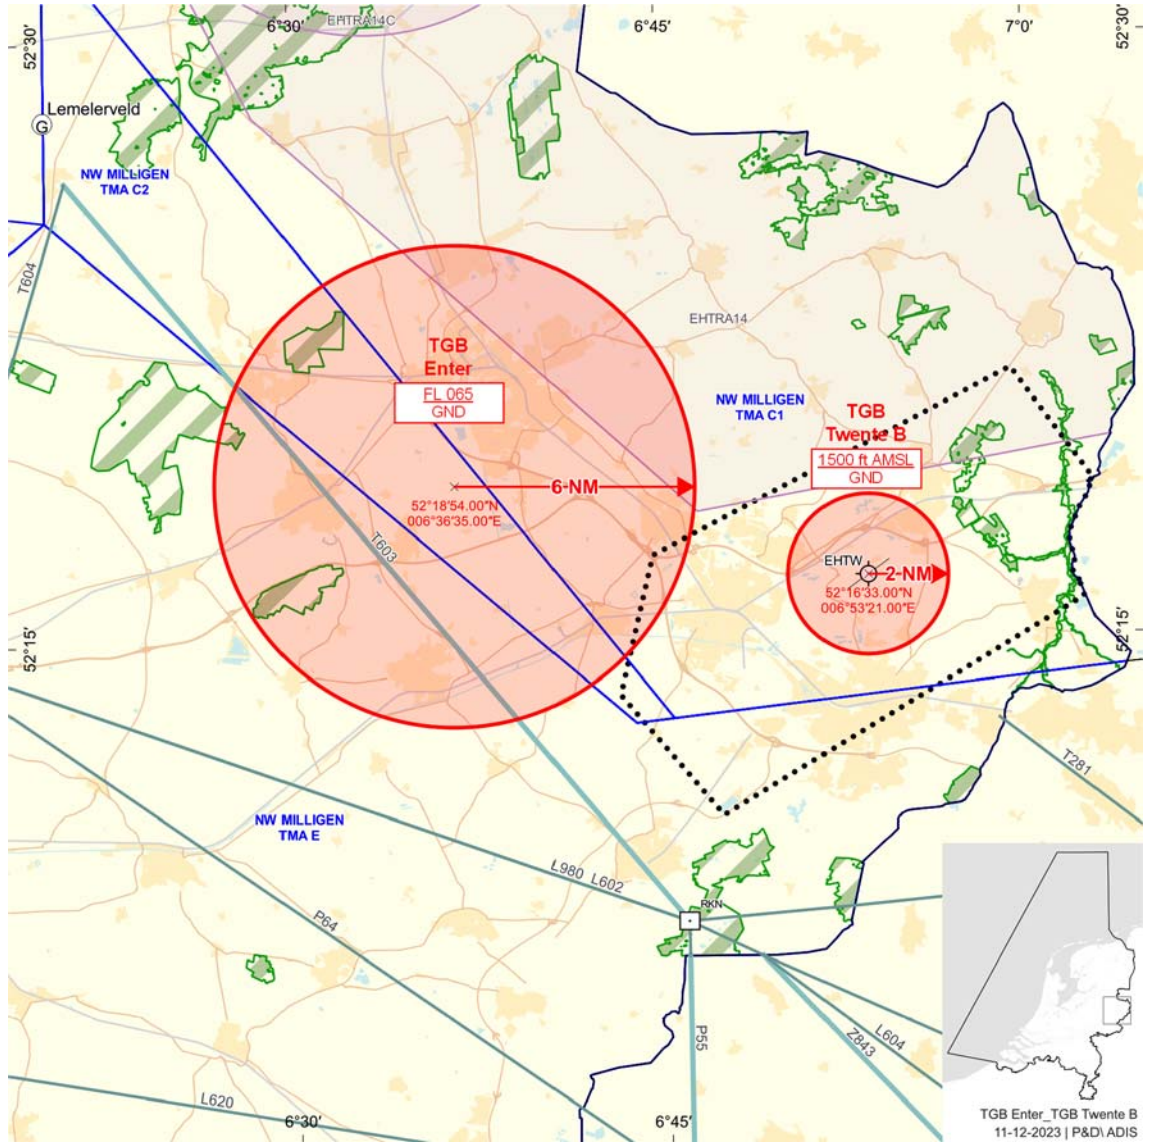 6°30'
6°45'
7°0'
52°30'
52°30'
EHTRA14C
Lemelerveld
G
NW MILLIGEN
TMA C2
T604
EHTRA14
TGB
Enter
FL 065
GND
NW MILLIGEN
TMA C1
TGB
Twente B
1500 ft AMSL
GND
6 NM
52°18'54.00"N
006°36'35.00"E
T603
EHTW
2 NM
52°16'33.00"N
006°53'21.00"E
52°15'
52°15'
T281
NW MILLIGEN
TMA E
L980 L602
RKN
P64
P55
Z843
L604
L620
6°30'
6°45'
TGB Enter_TGB Twente B
11-12-2023 | P&D\ ADIS